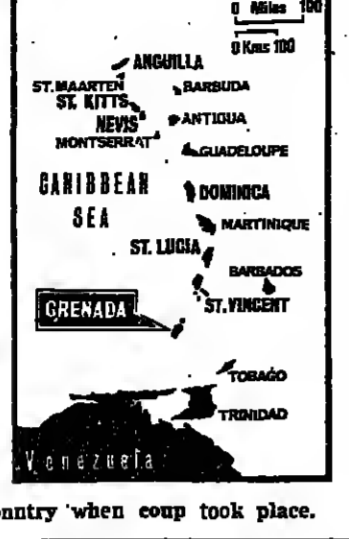 0 Miles 100
0 Kms 100
ANGUILLA
ST. MAARTEN
BARBUDA
ST. KITTS
NEVIS
ANTIGUA
MONTSERRAT
GUADELOUPE
CARIBBEAN
SEA
DOMINICA
MARTINIQUE
ST. LUCIA
BARBADOS
GRENADA
ST. VINCENT
TOBAGO
TRINIDAD
Venezuela
when coup took place.